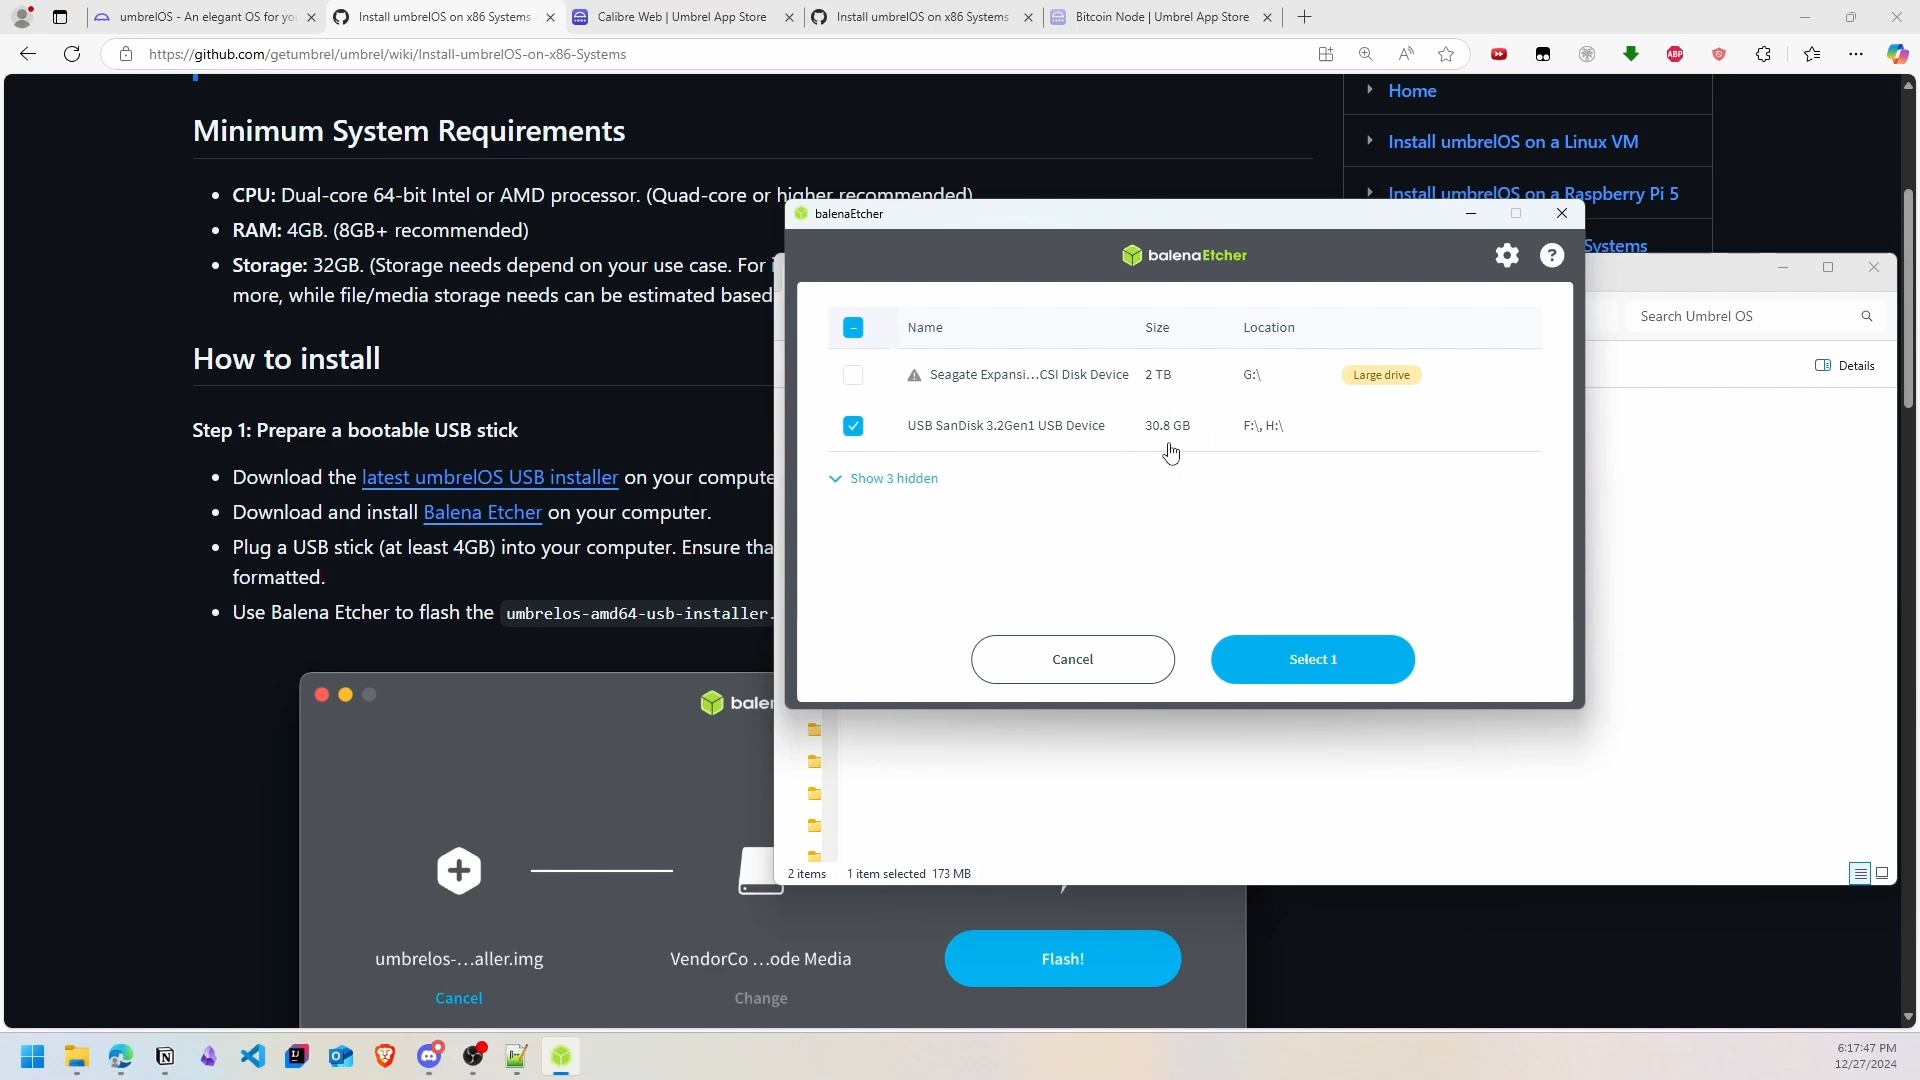 umbrelOS - An elegant OS for yo
Install umbrelOS on x86 Systems
Calibre Web | Umbrel App Store
Install umbrelOS on x86 Systems
Bitcoin Node | Umbrel App Store
https://github.com/getumbrel/umbrel/wiki/Install-umbrelOS-on-x86-Systems
ABP
Minimum System Requirements
CPU: Dual-core 64-bit Intel or AMD processor. (Quad-core or higher recommended)
RAM: 4GB. (8GB+ recommended)
Storage: 32GB. (Storage needs depend on your use case. For
more, while file/media storage needs can be estimated based
How to install
Step 1: Prepare a bootable USB stick
Download the latest umbrelOS USB installer on your compute
Download and install Balena Etcher on your computer.
Plug a USB stick (at least 4GB) into your computer. Ensure tha
formatted.
Use Balena Etcher to flash the umbrelos-amd64-usb-installer.
balen
umbrelos-...aller.img
VendorCo ...ode Media
Flash!
Cancel
Change
Home
Install umbrelOS on a Linux VM
Install umbrelOS on a Raspberry Pi 5
Systems
balenaEtcher
balenaEtcher
Name
Size
Location
Seagate Expansi...CSI Disk Device
2 TB
G:\
Large drive
USB SanDisk 3.2Gen1 USB Device
30.8 GB
F:\, H:\
Show 3 hidden
Cancel
Select 1
Search Umbrel OS
Details
2 items
1 item selected 173 MB
6:17:47 PM
12/27/2024